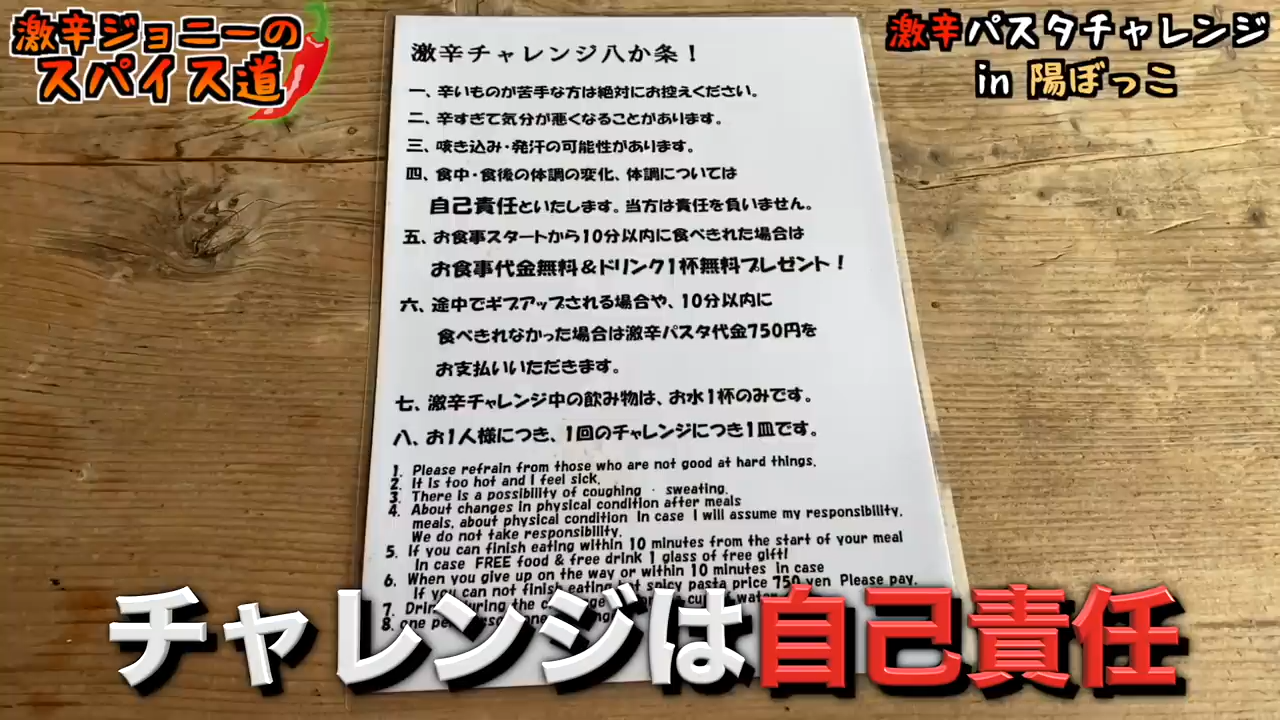 激辛ジョニーの
スパイス道
激辛パスタチャレンジ
in 陽ぼっこ
激辛チャレンジ八か条！
一、辛いものが苦手な方は絶対にお控えください。
二、辛すぎて気分が悪くなることがあります。
三、咳き込み・発汗の可能性があります。
四、食中・食後の体調の変化、体調については
自己責任といたします。当方は責任を負いません。
五、お食事スタートから10分以内に食べきれた場合は
お食事代金無料＆ドリンク1杯無料プレゼント！
六、途中でギブアップされる場合や、10分以内に
食べきれなかった場合は激辛パスタ代金750円を
お支払いいただきます。
七、激辛チャレンジ中の飲み物は、お水1杯のみです。
八、お1人様につき、1回のチャレンジにつき1皿です。
1. Please refrain from those who are not good at hard things.
2. It is too hot and I feel sick.
3. There is a possibility of coughing · sweating.
4. About changes in physical condition after meals
meals, about physical condition In case I will assume my responsibility.
We do not take responsibility.
5. If you can finish eating within 10 minutes from the start of your meal
In case FREE food & free drink 1 glass of free gift!
6. When you give up on the way or within 10 minutes In case
If you can not finish eating hot spicy pasta price 750 yen Please pay.
7.
8. one
チャレンジは自己責任